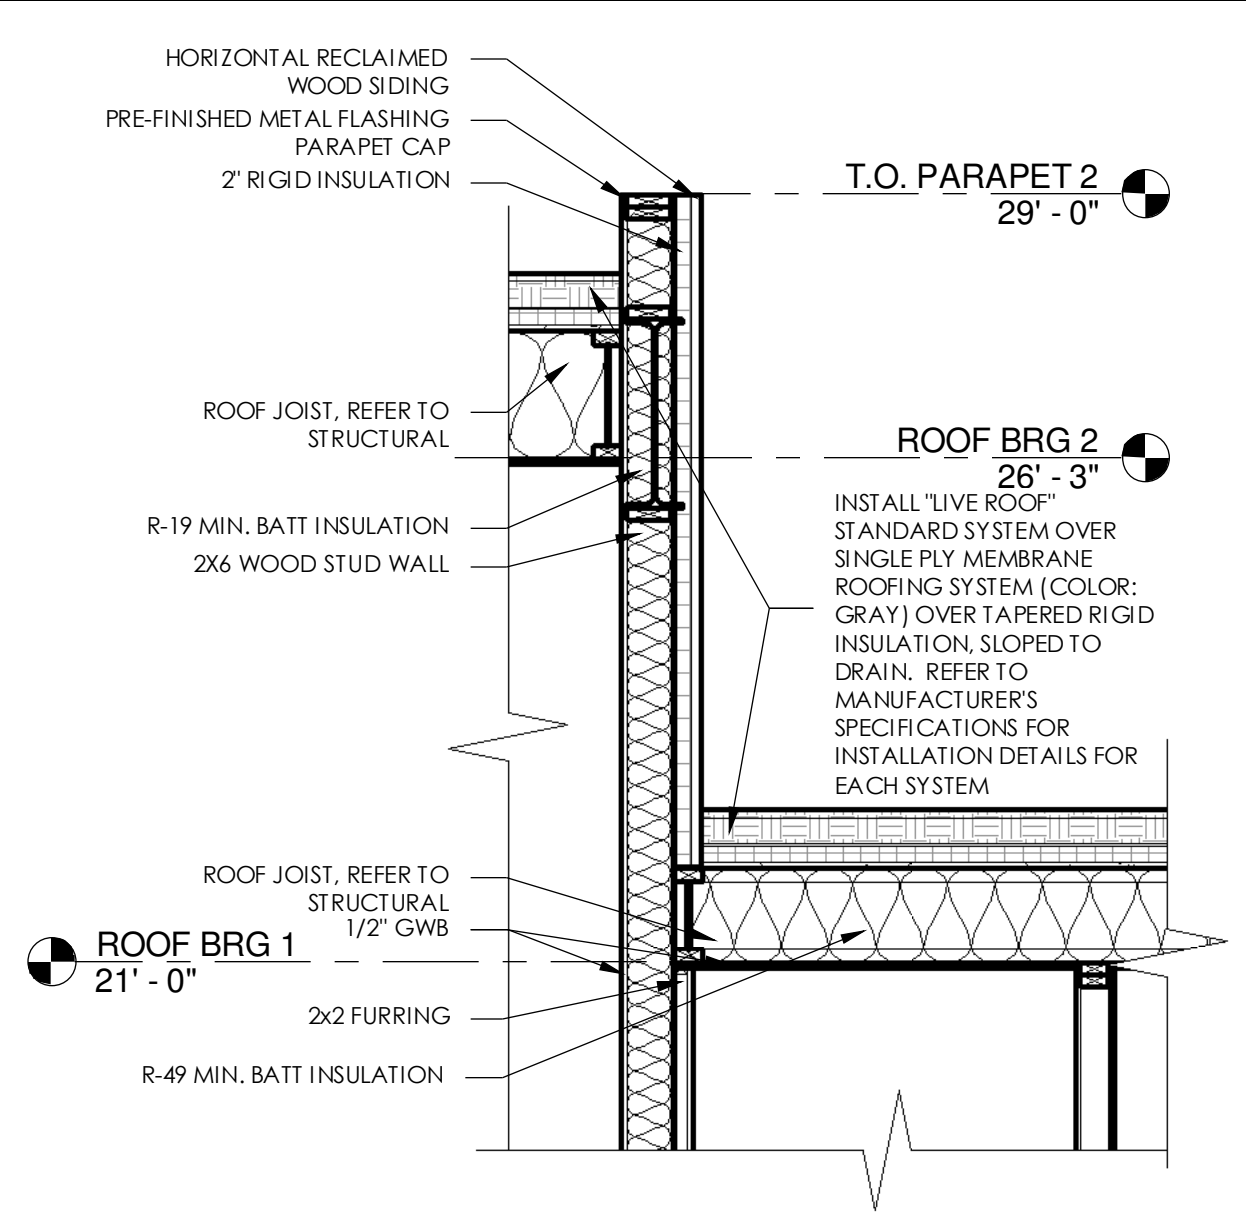 HORIZONTAL RECLAIMED
WOOD SIDING
PRE-FINISHED METAL FLASHING
PARAPET CAP
2" RIGID INSULATION
T.O. PARAPET 2
29' - 0"
ROOF JOIST, REFER TO
STRUCTURAL
ROOF BRG 2
26' - 3"
R-19 MIN. BATT INSULATION
2X6 WOOD STUD WALL
INSTALL "LIVE ROOF"
STANDARD SYSTEM OVER
SINGLE PLY MEMBRANE
ROOFING SYSTEM (COLOR:
GRAY) OVER TAPERED RIGID
INSULATION, SLOPED TO
DRAIN. REFER TO
MANUFACTURER'S
SPECIFICATIONS FOR
INSTALLATION DETAILS FOR
EACH SYSTEM
ROOF JOIST, REFER TO
STRUCTURAL
1/2" GWB
ROOF BRG 1
21' - 0"
2x2 FURRING
R-49 MIN. BATT INSULATION